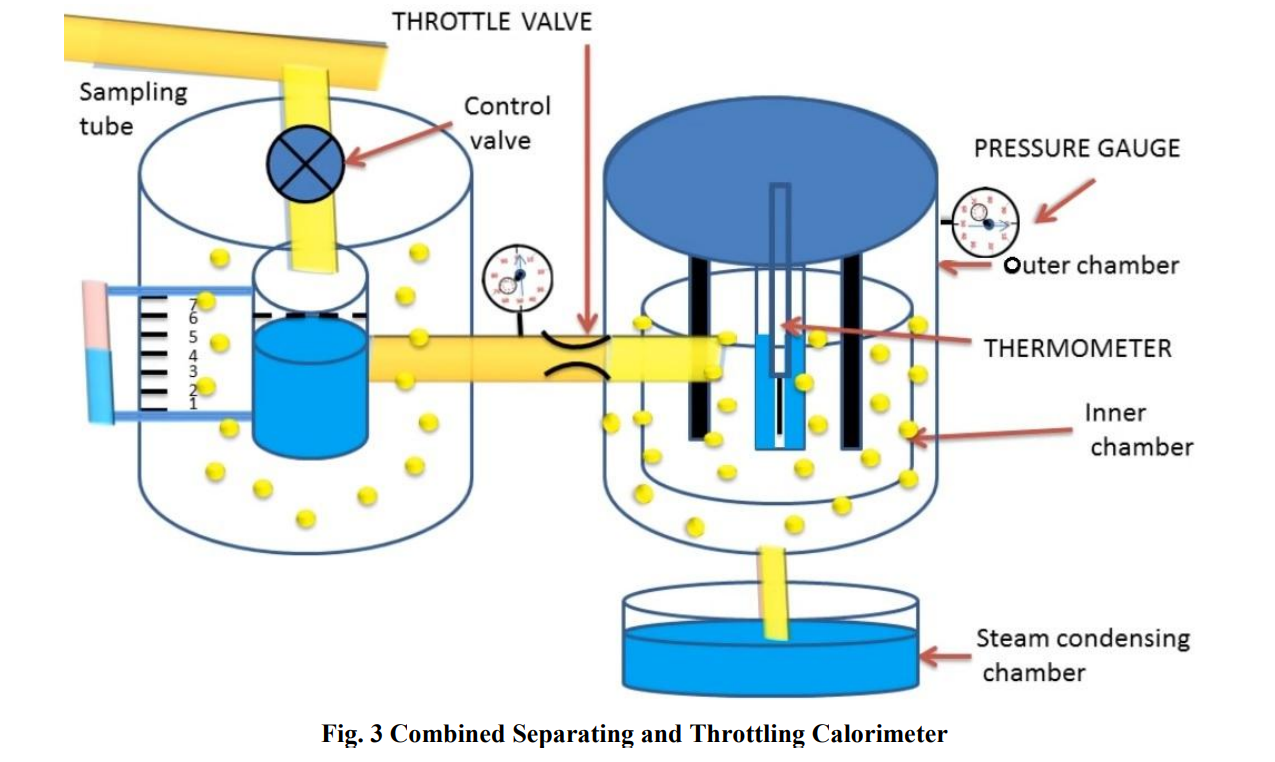 THROTTLE VALVE
Sampling
tube
Control
valve
PRESSURE GAUGE
Outer chamber
7
6
5
4
3
2
1
THERMOMETER
Inner
chamber
Steam condensing
chamber
Fig. 3 Combined Separating and Throttling Calorimeter